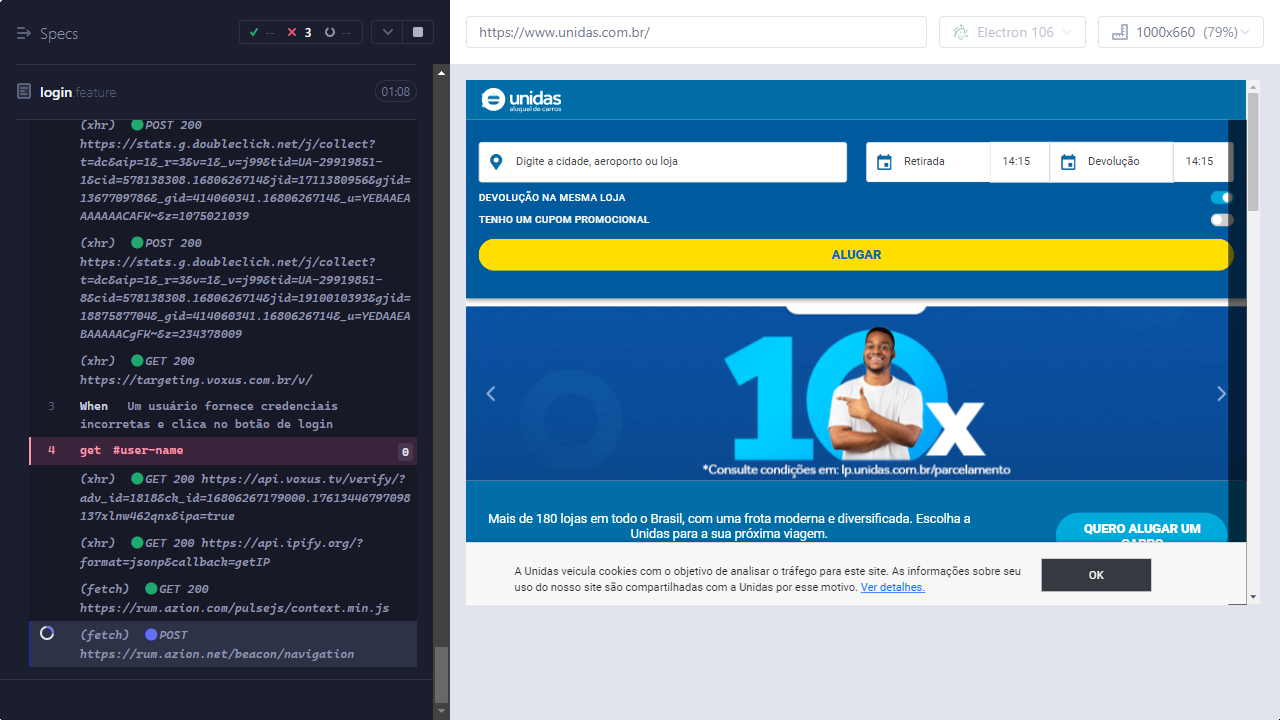 Specs
--
3
--
login.feature
01:08
(xhr) POST 200
https://stats.g.doubleclick.net/j/collect?
t=dc&aip=1&_r=3&v=1&_v=j99&tid=UA-29919851-
1&cid=578138308.1680626714&jid=1711380956&gjid=
1367709786&_gid=414060341.1680626714&_u=YEBAAEA
AAAAAACAFK~&z=1075021039
(xhr) POST 200
https://stats.g.doubleclick.net/j/collect?
t=dc&aip=1&_r=3&v=1&_v=j99&tid=UA-29919851-
8&cid=578138308.1680626714&jid=1910010393&gjid=
1887587704&_gid=414060341.1680626714&_u=YEDAAEA
BAAAAACgFK~&z=234378009
(xhr) GET 200
https://targeting.voxus.com.br/v/
3 When Um usuário fornece credenciais
incorretas e clica no botão de login
4 get #user-name 0
(xhr) GET 200 https://api.voxus.tv/verify/?
adv_id=1818&ck_id=16806267179000.17613446797098
137xlnw462qnx&ipa=true
(xhr) GET 200 https://api.ipify.org/?
format=jsonp&callback=getIP
(fetch) GET 200
https://rum.azion.com/pulsejs/context.min.js
(fetch) POST
https://rum.azion.net/beacon/navigation
https://www.unidas.com.br/
Electron 106
1000x660 (79%)
unidas
aluguel de carros
Digite a cidade, aeroporto ou loja
Retirada
14:15
Devolução
14:15
DEVOLUÇÃO NA MESMA LOJA
TENHO UM CUPOM PROMOCIONAL
ALUGAR
10x
*Consulte condições em: lp.unidas.com.br/parcelamento
Mais de 180 lojas em todo o Brasil, com uma frota moderna e diversificada. Escolha a
Unidas para a sua próxima viagem.
QUERO ALUGAR UM
CARRO
A Unidas veicula cookies com o objetivo de analisar o tráfego para este site. As informações sobre seu
uso do nosso site são compartilhadas com a Unidas por esse motivo. Ver detalhes.
OK